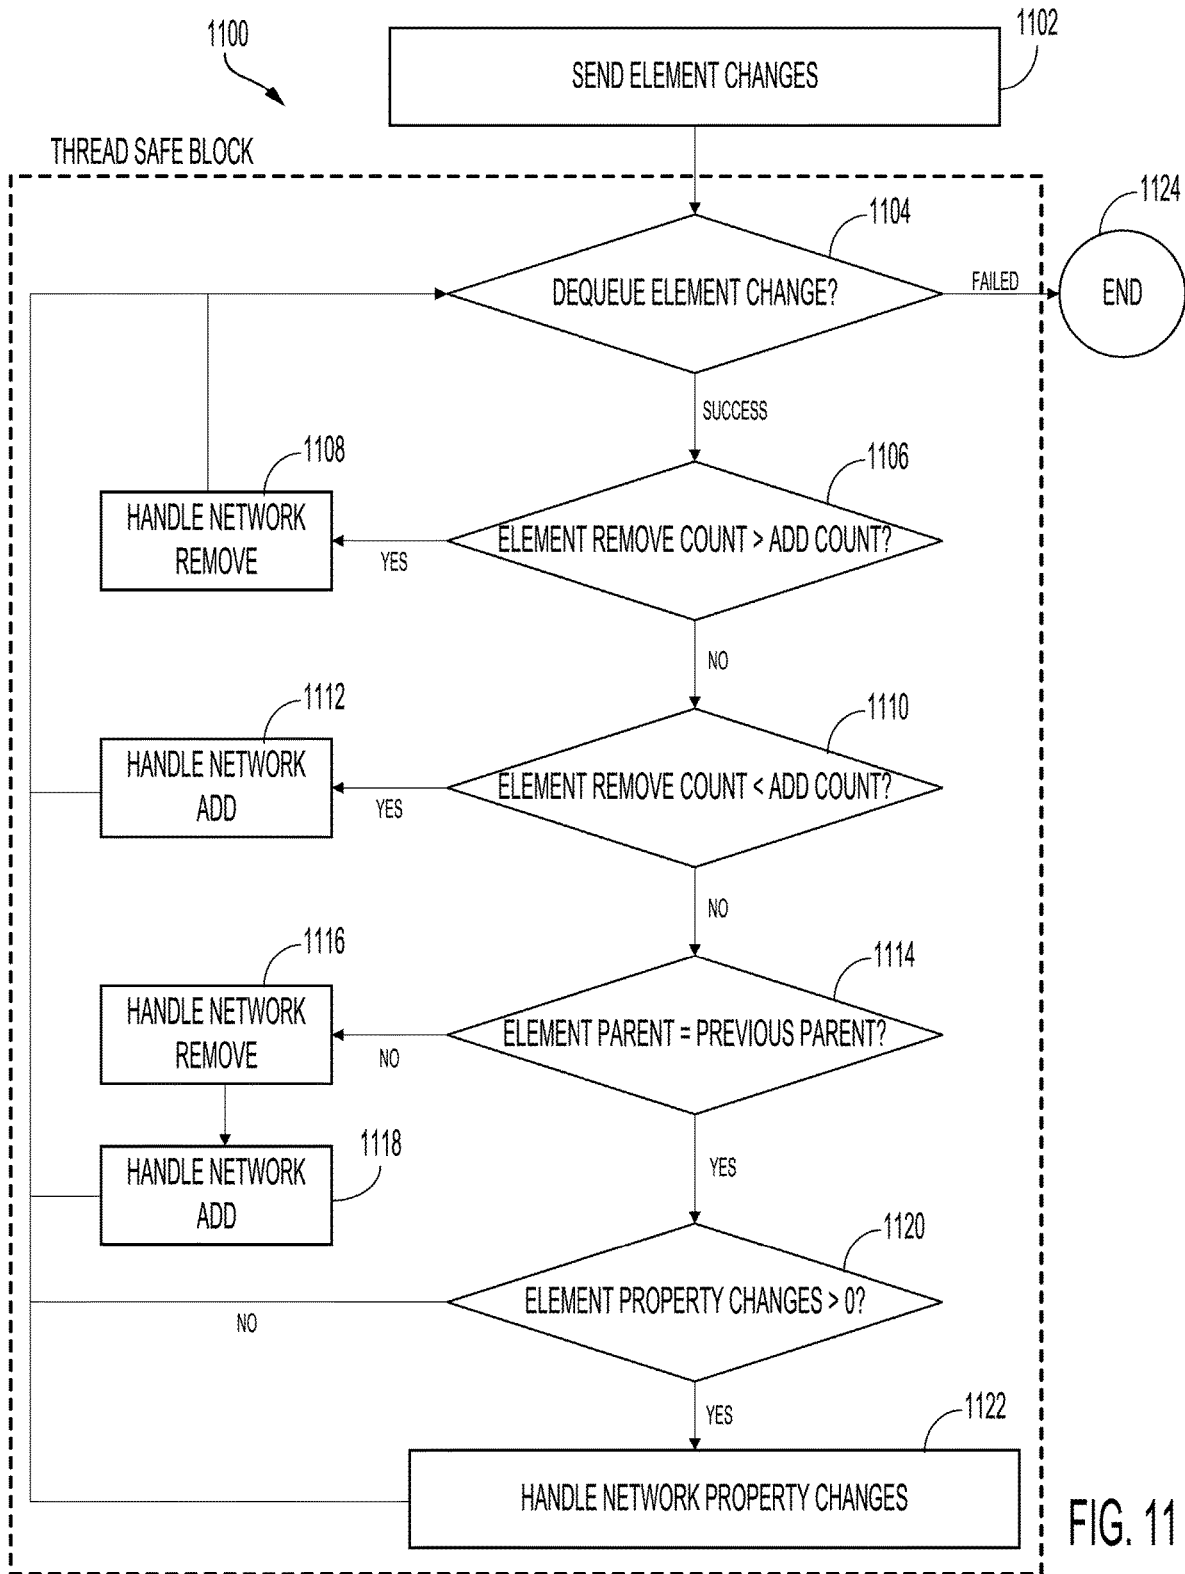 1100
1102
SEND ELEMENT CHANGES
THREAD SAFE BLOCK
1104
1124
DEQUEUE ELEMENT CHANGE?
FAILED
END
SUCCESS
1108
1106
HANDLE NETWORK
REMOVE
YES
ELEMENT REMOVE COUNT > ADD COUNT?
NO
1112
1110
HANDLE NETWORK
ADD
YES
ELEMENT REMOVE COUNT < ADD COUNT?
NO
1116
1114
HANDLE NETWORK
REMOVE
NO
ELEMENT PARENT = PREVIOUS PARENT?
1118
HANDLE NETWORK
ADD
YES
1120
ELEMENT PROPERTY CHANGES > 0?
NO
YES
1122
HANDLE NETWORK PROPERTY CHANGES
FIG. 11